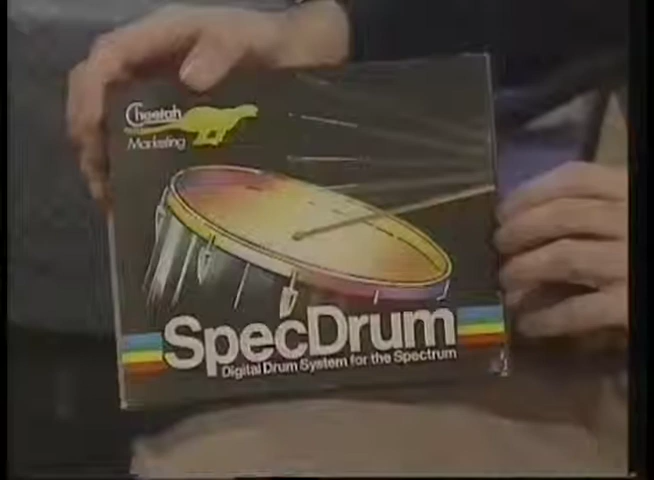 Cheetah
Marketing
SpecDrum
Digital Drum System for the Spectrum